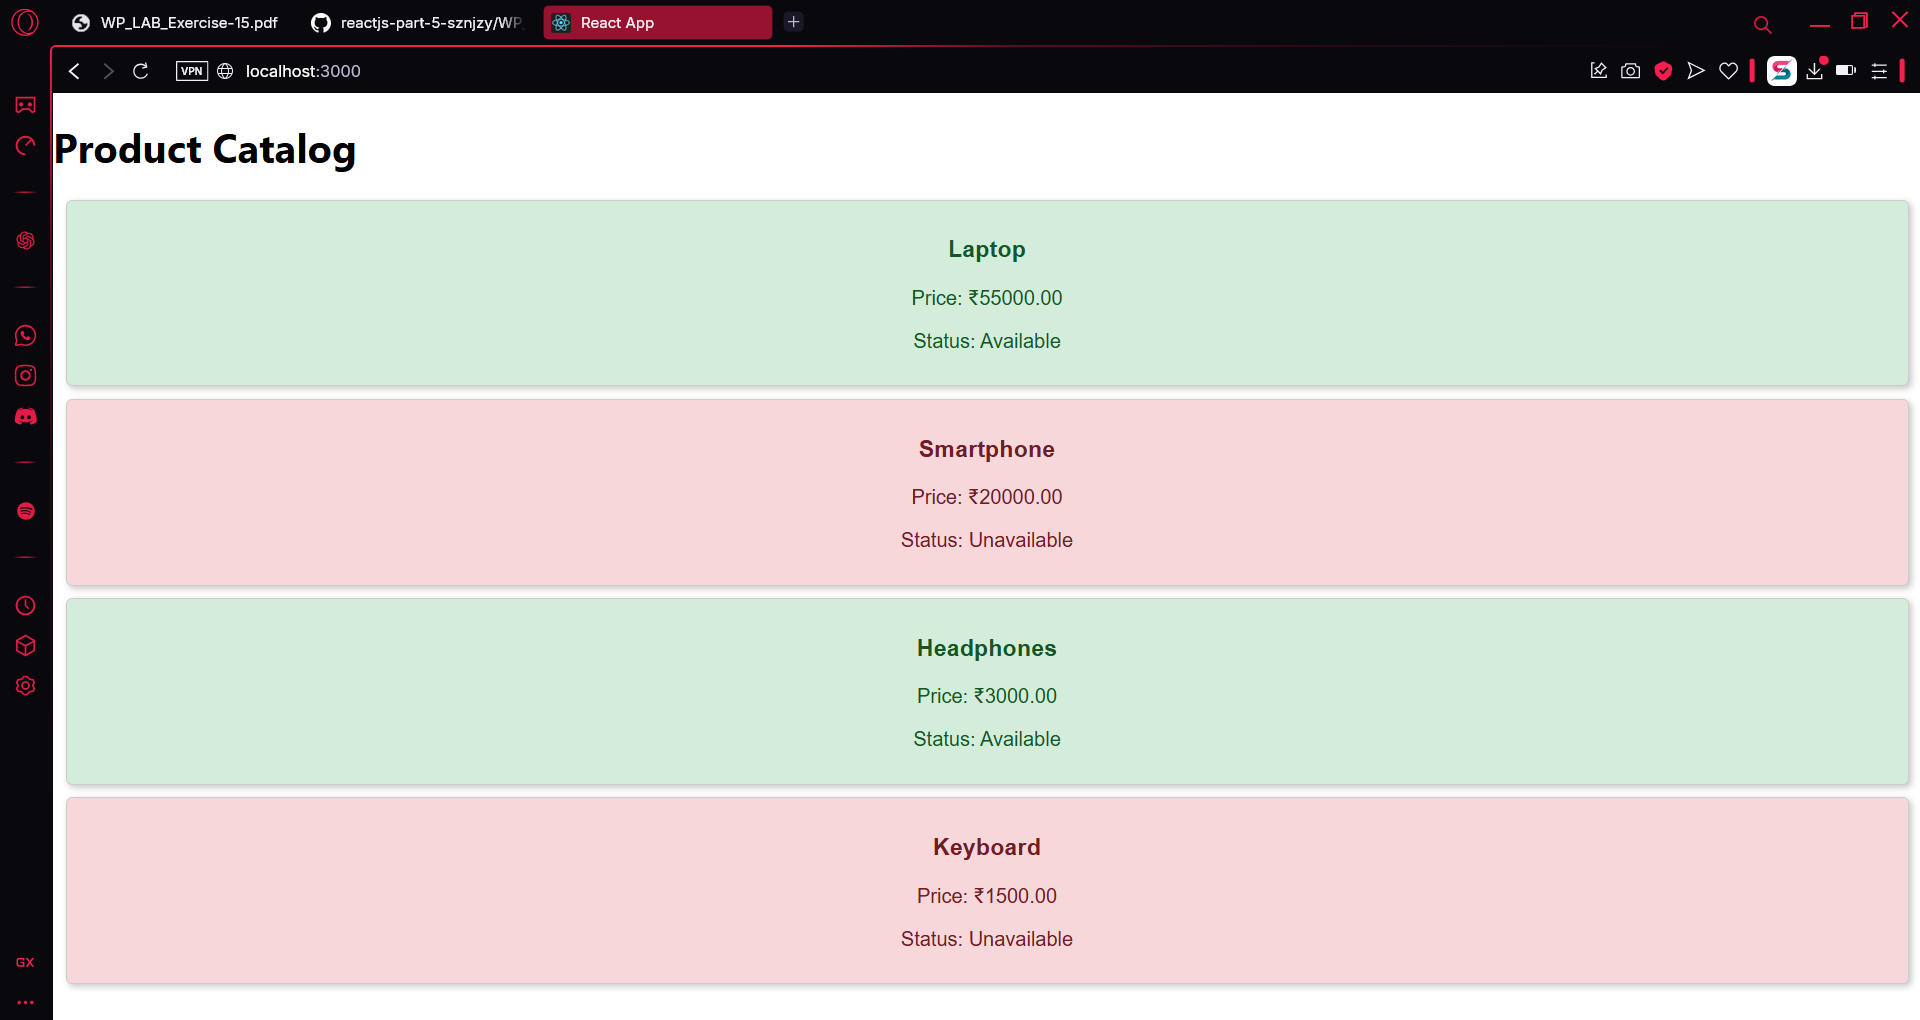 WP_LAB_Exercise-15.pdf
reactjs-part-5-sznjzy/WP
React App
VPN
localhost:3000
Product Catalog
Laptop
Price: ₹55000.00
Status: Available
Smartphone
Price: ₹20000.00
Status: Unavailable
Headphones
Price: ₹3000.00
Status: Available
Keyboard
Price: ₹1500.00
Status: Unavailable
GX